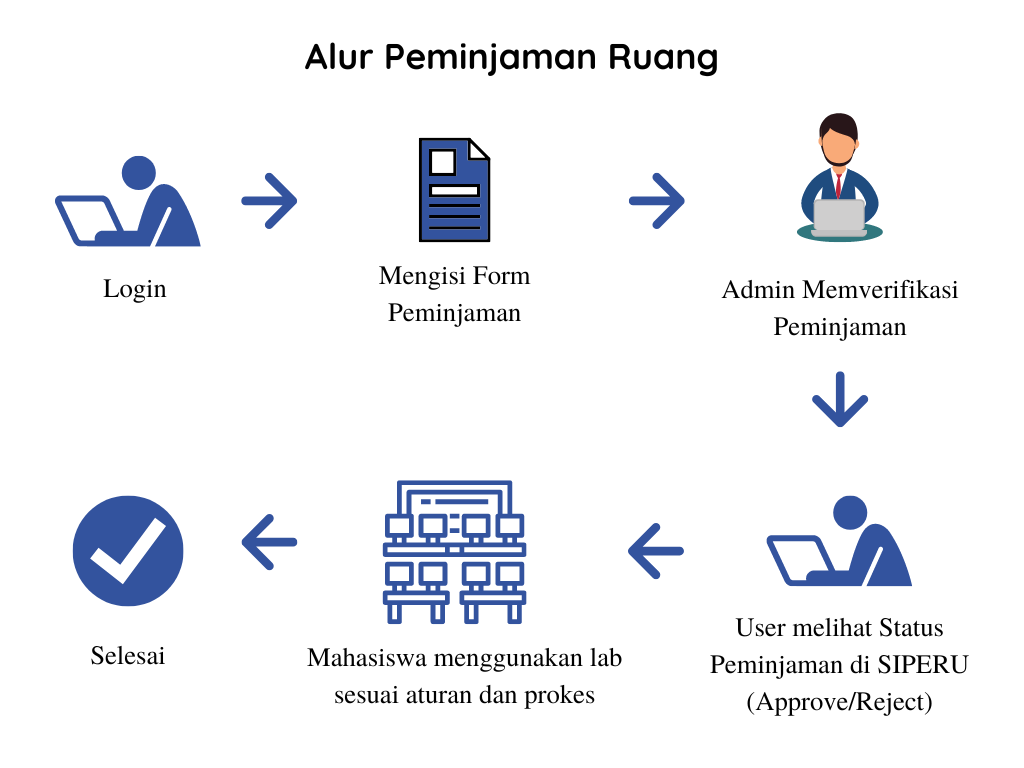 Alur Peminjaman Ruang
Login
Mengisi Form
Peminjaman
Admin Memverifikasi
Peminjaman
User melihat Status
Peminjaman di SIPERU
(Approve/Reject)
Mahasiswa menggunakan lab
sesuai aturan dan prokes
Selesai